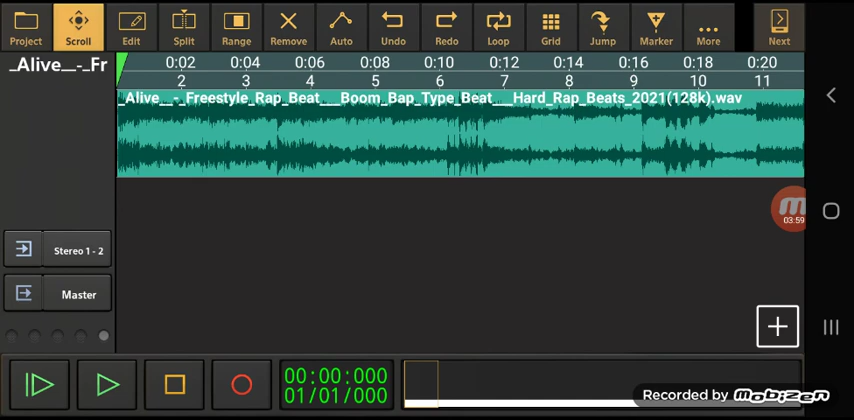 Project Scroll Edit Split Range Remove Auto Undo Redo Loop Grid Jump Marker More Next
_Alive__-_Fr
0:02 0:04 0:06 0:08 0:10 0:12 0:14 0:16 0:18 0:20
2 3 4 5 6 7 8 9 10 11
_Alive__-_Freestyle_Rap_Beat___Boom_Bap_Type_Beat___Hard_Rap_Beats_2021(128k).wav
03:59
Stereo 1 - 2
Master
00:00:000
01/01/000
Recorded by Mobizen